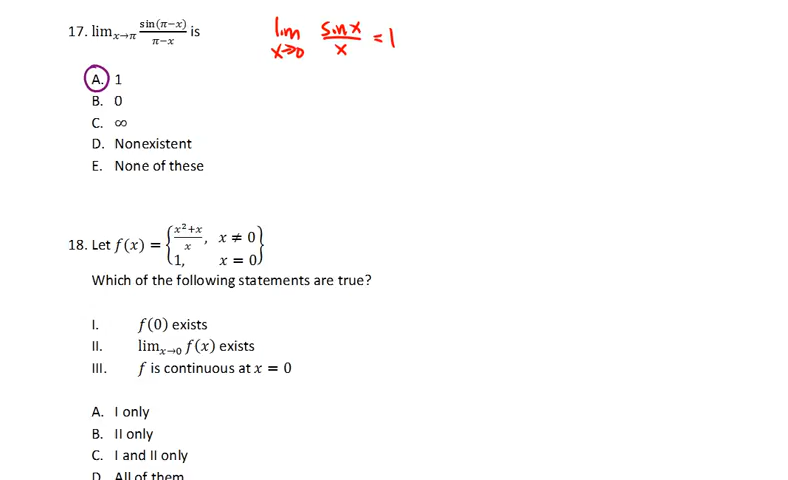 17. lim_{x→π} sin(π−x)/(π−x) is
lim_{x→0} sin x/x = 1
A. 1
B. 0
C. ∞
D. Nonexistent
E. None of these
18. Let f(x) = { (x²+x)/x, x ≠ 0
1, x = 0 }
Which of the following statements are true?
I. f(0) exists
II. lim_{x→0} f(x) exists
III. f is continuous at x = 0
A. I only
B. II only
C. I and II only
D. All of them